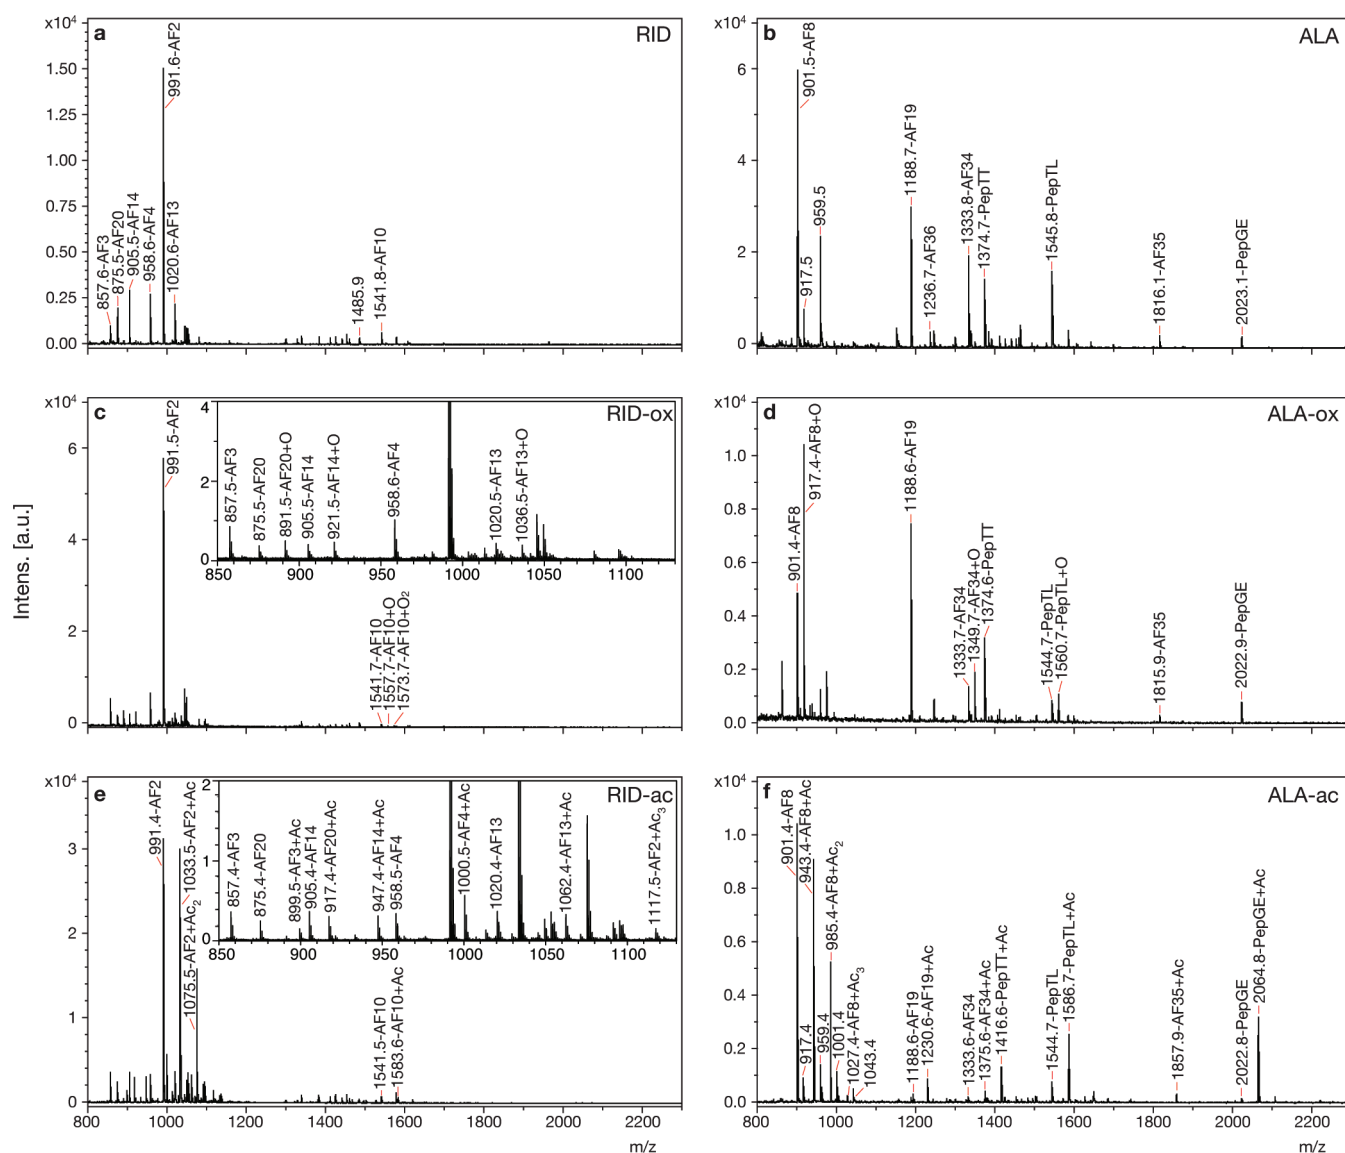 x10⁴
a
RID
1.50
1.00
0.75
0.50
0.25
0.00
857.6-AF3
875.5-AF20
905.5-AF14
958.6-AF4
991.6-AF2
1020.6-AF13
1485.9
1541.8-AF10
x10⁴
b
ALA
6
4
2
0
901.5-AF8
917.5
959.5
1188.7-AF19
1236.7-AF36
1333.8-AF34
1374.7-PepTT
1545.8-PepTL
1816.1-AF35
2023.1-PepGE
Intens. [a.u.]
x10⁴
c
RID-ox
6
4
2
0
991.5-AF2
1541.7-AF10
1557.7-AF10+O
1573.7-AF10+O₂
4
2
0
857.5-AF3
875.5-AF20
891.5-AF20+O
905.5-AF14
921.5-AF14+O
958.6-AF4
1020.5-AF13
1036.5-AF13+O
850 900 950 1000 1050 1100
x10⁴
d
ALA-ox
1.0
0.8
0.6
0.4
0.2
0.0
901.4-AF8
917.4-AF8+O
1188.6-AF19
1333.7-AF34
1349.7-AF34+O
1374.6-PepTT
1544.7-PepTL
1560.7-PepTL+O
1815.9-AF35
2022.9-PepGE
x10⁴
e
RID-ac
3
2
1
0
991.4-AF2
1033.5-AF2+Ac
1075.5-AF2+Ac₂
1541.5-AF10
1583.6-AF10+Ac
2
1
0
857.4-AF3
875.4-AF20
899.5-AF3+Ac
905.4-AF14
917.4-AF20+Ac
947.4-AF14+Ac
958.5-AF4
1000.5-AF4+Ac
1020.4-AF13
1062.4-AF13+Ac
1117.5-AF2+Ac₃
850 900 950 1000 1050 1100
800 1000 1200 1400 1600 1800 2000 2200
m/z
x10⁴
f
ALA-ac
1.0
0.8
0.6
0.4
0.2
0.0
901.4-AF8
943.4-AF8+Ac
985.4-AF8+Ac₂
917.4
959.4
1001.4
1027.4-AF8+Ac₃
1043.4
1188.6-AF19
1230.6-AF19+Ac
1333.6-AF34
1375.6-AF34+Ac
1416.6-PepTT+Ac
1544.7-PepTL
1586.7-PepTL+Ac
1857.9-AF35+Ac
2022.8-PepGE
2064.8-PepGE+Ac
800 1000 1200 1400 1600 1800 2000 2200
m/z